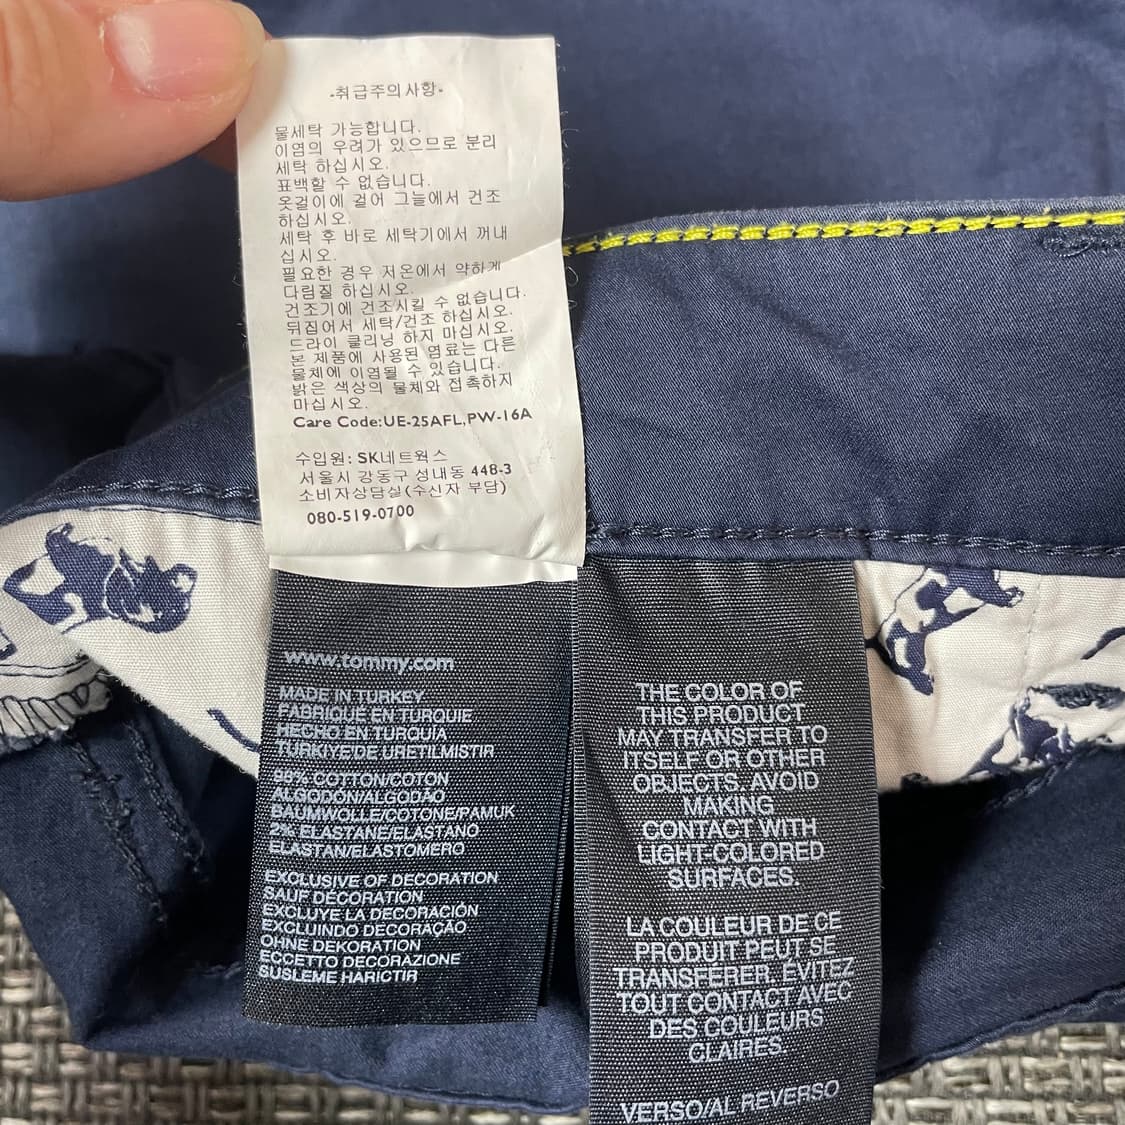 -취급주의사항-
물세탁 가능합니다.
이염의 우려가 있으므로 분리
세탁 하십시오.
표백할 수 없습니다.
옷걸이에 걸어 그늘에서 건조
하십시오.
세탁 후 바로 세탁기에서 꺼내
십시오.
필요한 경우 저온에서 약하게
다림질 하십시오.
건조기에 건조시킬 수 없습니다.
뒤집어서 세탁/건조 하십시오.
드라이 클리닝 하지 마십시오.
본 제품에 사용된 염료는 다른
물체에 이염될 수 있습니다.
밝은 색상의 물체와 접촉하지
마십시오.
Care Code:UE-25AFL,PW-16A
수입원: SK네트웍스
서울시 강동구 성내동 448-3
소비자상담실(수신자 부담)
080-519-0700
www.tommy.com
MADE IN TURKEY
FABRIQUÉ EN TURQUIE
HECHO EN TURQUIA
TURKIYE'DE URETILMISTIR
98% COTTON/COTON
ALGODÓN/ALGODÃO
BAUMWOLLE/COTONE/PAMUK
2% ELASTANE/ELASTANO
ELASTAN/ELASTOMERO
EXCLUSIVE OF DECORATION
SAUF DÉCORATION
EXCLUYE LA DECORACIÓN
EXCLUINDO DECORAÇÃO
OHNE DEKORATION
ECCETTO DECORAZIONE
SUSLEME HARICTIR
THE COLOR OF
THIS PRODUCT
MAY TRANSFER TO
ITSELF OR OTHER
OBJECTS. AVOID
MAKING
CONTACT WITH
LIGHT-COLORED
SURFACES.
LA COULEUR DE CE
PRODUIT PEUT SE
TRANSFÉRER. ÉVITEZ
TOUT CONTACT AVEC
DES COULEURS
CLAIRES.
VERSO/AL REVERSO